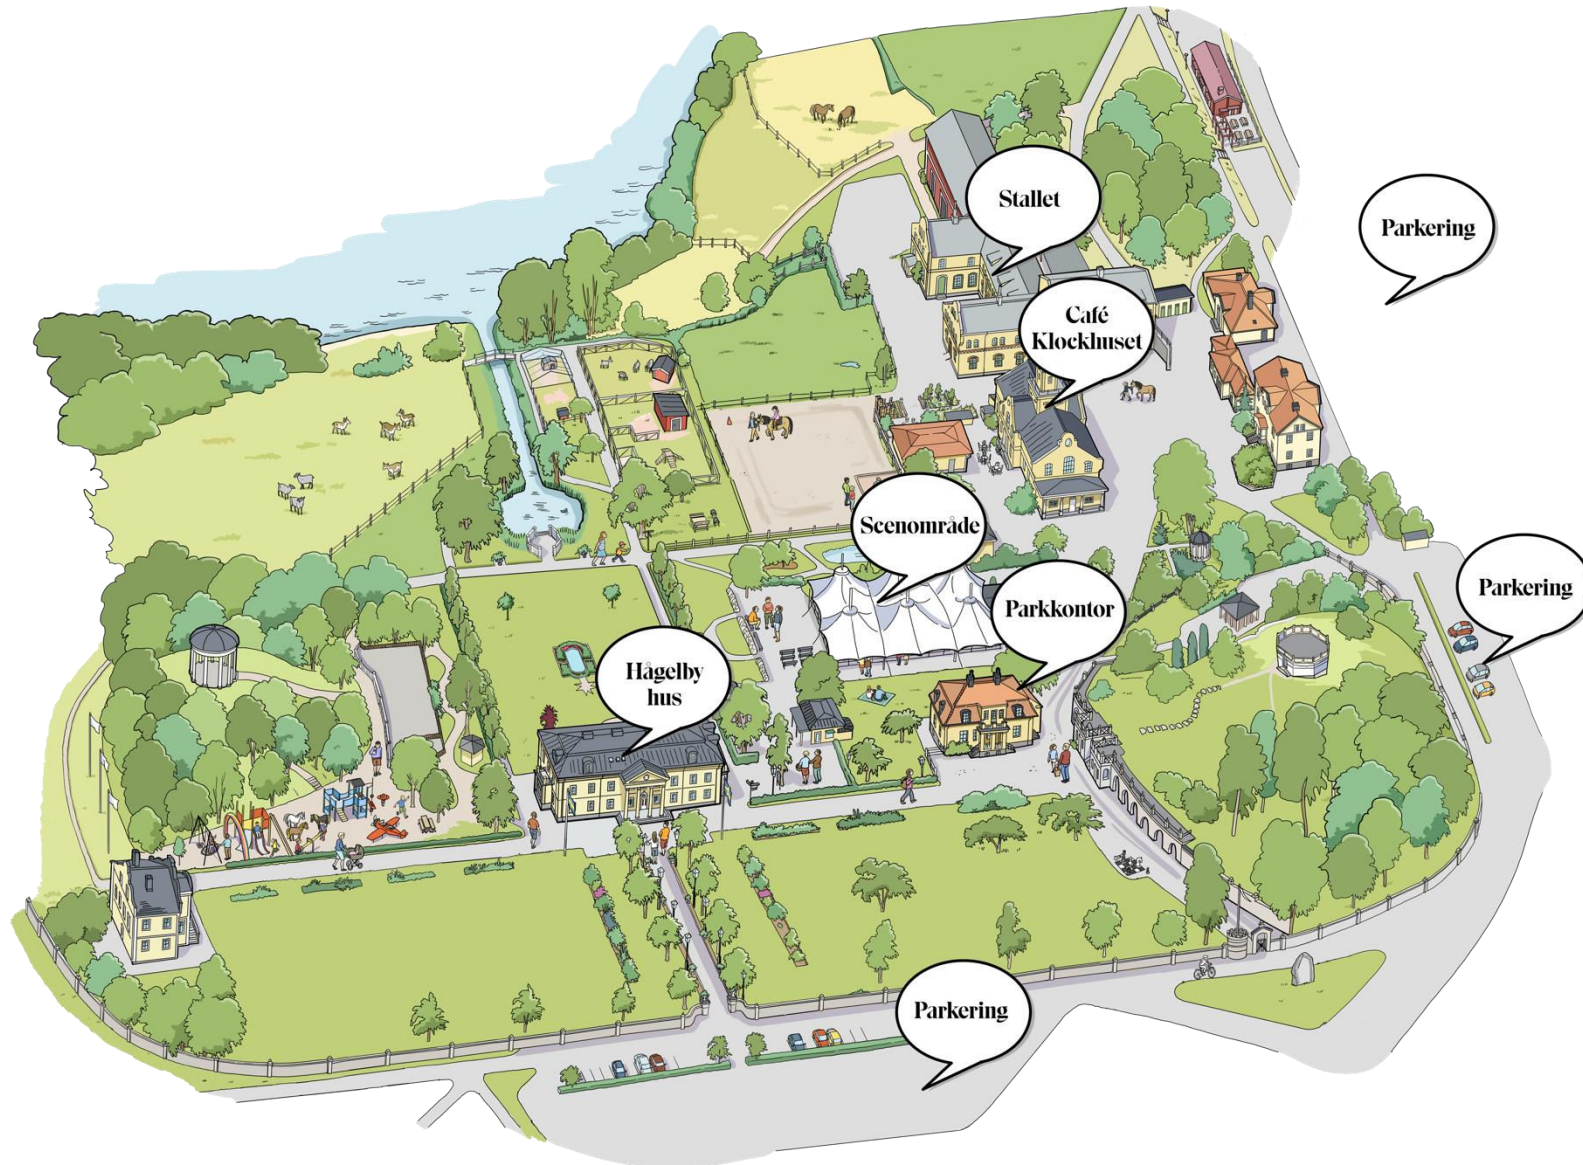 Stallet
Parkering
Café
Klockhuset
Scenområde
Parkering
Parkkontor
Hågelby
hus
Parkering